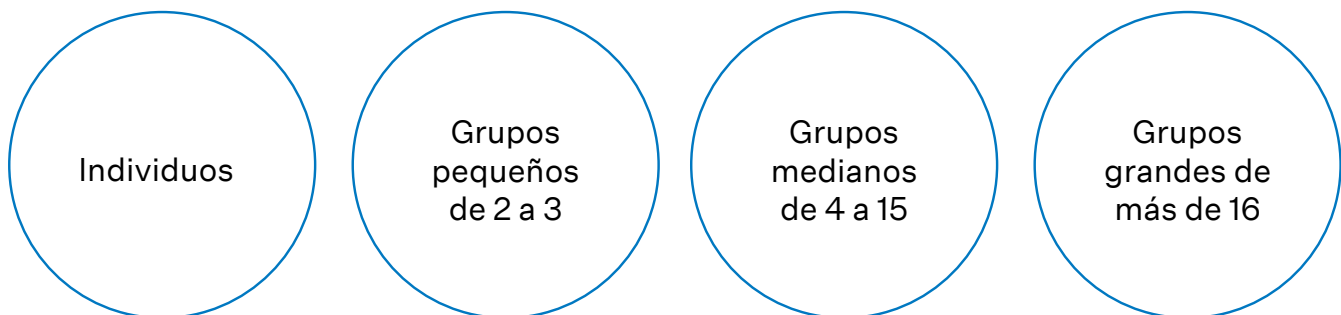 Individuos
Grupos
pequeños
de 2 a 3
Grupos
medianos
de 4 a 15
Grupos
grandes de
más de 16